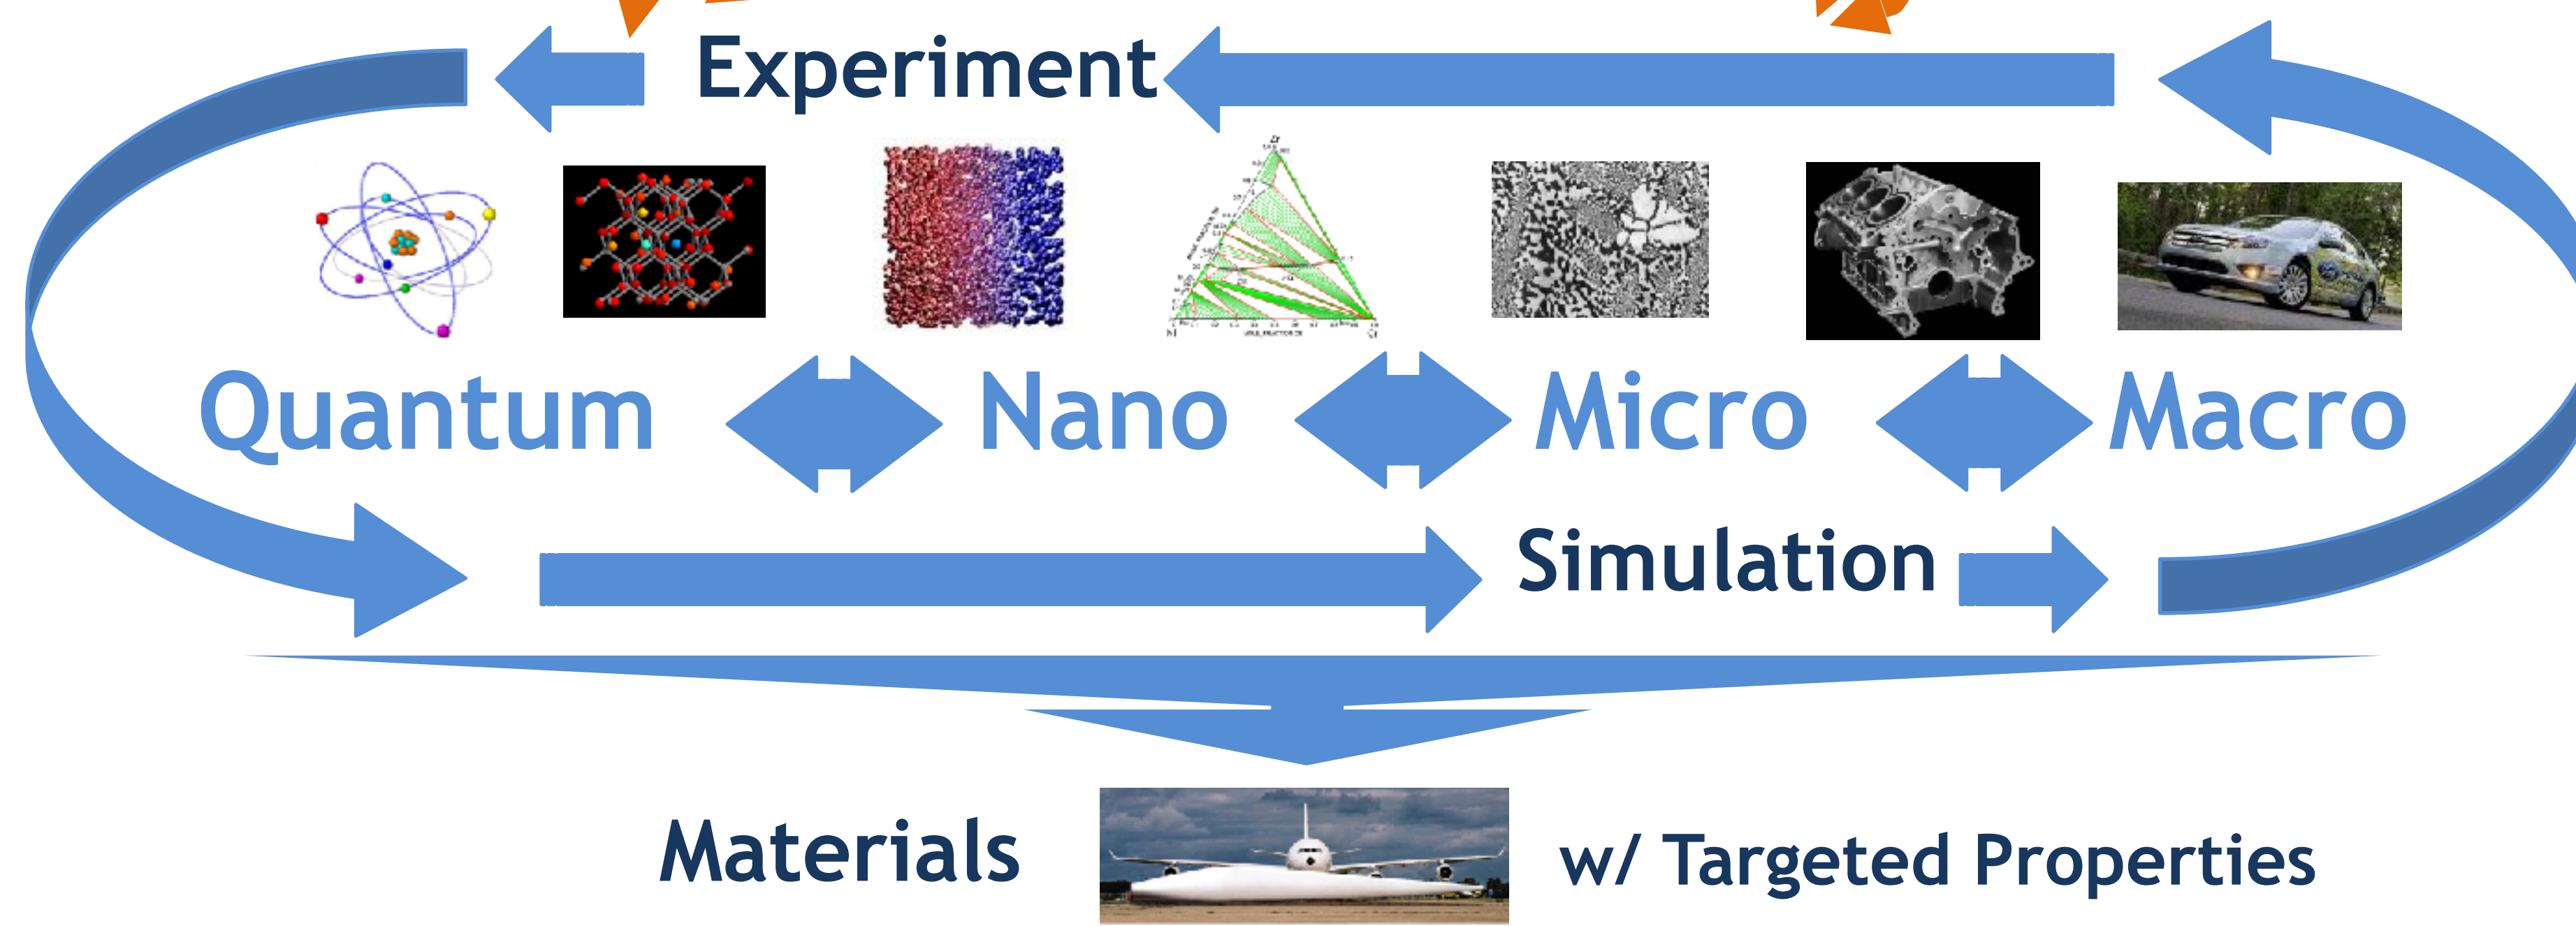 Experiment
Quantum Nano Micro Macro
Simulation
Materials w/ Targeted Properties